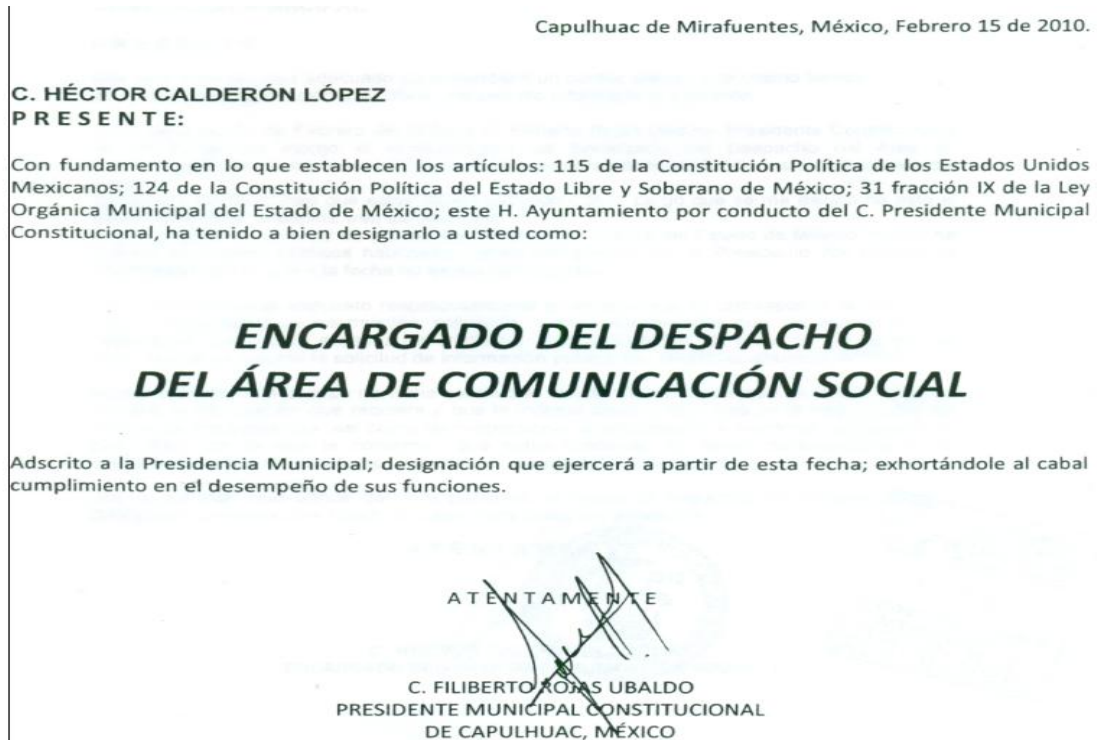 Capulhuac de Mirafuentes, México, Febrero 15 de 2010.
C. HÉCTOR CALDERÓN LÓPEZ
P R E S E N T E:
Con fundamento en lo que establecen los artículos: 115 de la Constitución Política de los Estados Unidos
Mexicanos; 124 de la Constitución Política del Estado Libre y Soberano de México; 31 fracción IX de la Ley
Orgánica Municipal del Estado de México; este H. Ayuntamiento por conducto del C. Presidente Municipal
Constitucional, ha tenido a bien designarlo a usted como:
ENCARGADO DEL DESPACHO
DEL ÁREA DE COMUNICACIÓN SOCIAL
Adscrito a la Presidencia Municipal; designación que ejercerá a partir de esta fecha; exhortándole al cabal
cumplimiento en el desempeño de sus funciones.
A T E N T A M E N T E
C. FILIBERTO ROJAS UBALDO
PRESIDENTE MUNICIPAL CONSTITUCIONAL
DE CAPULHUAC, MÉXICO